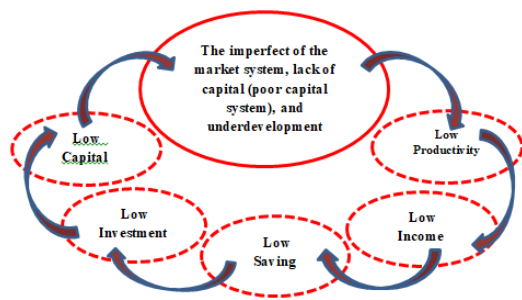 The imperfect of the
market system, lack of
capital (poor capital
system), and
underdevelopment
Low
Productivity
Low
Income
Low
Saving
Low
Investment
Low
Capital